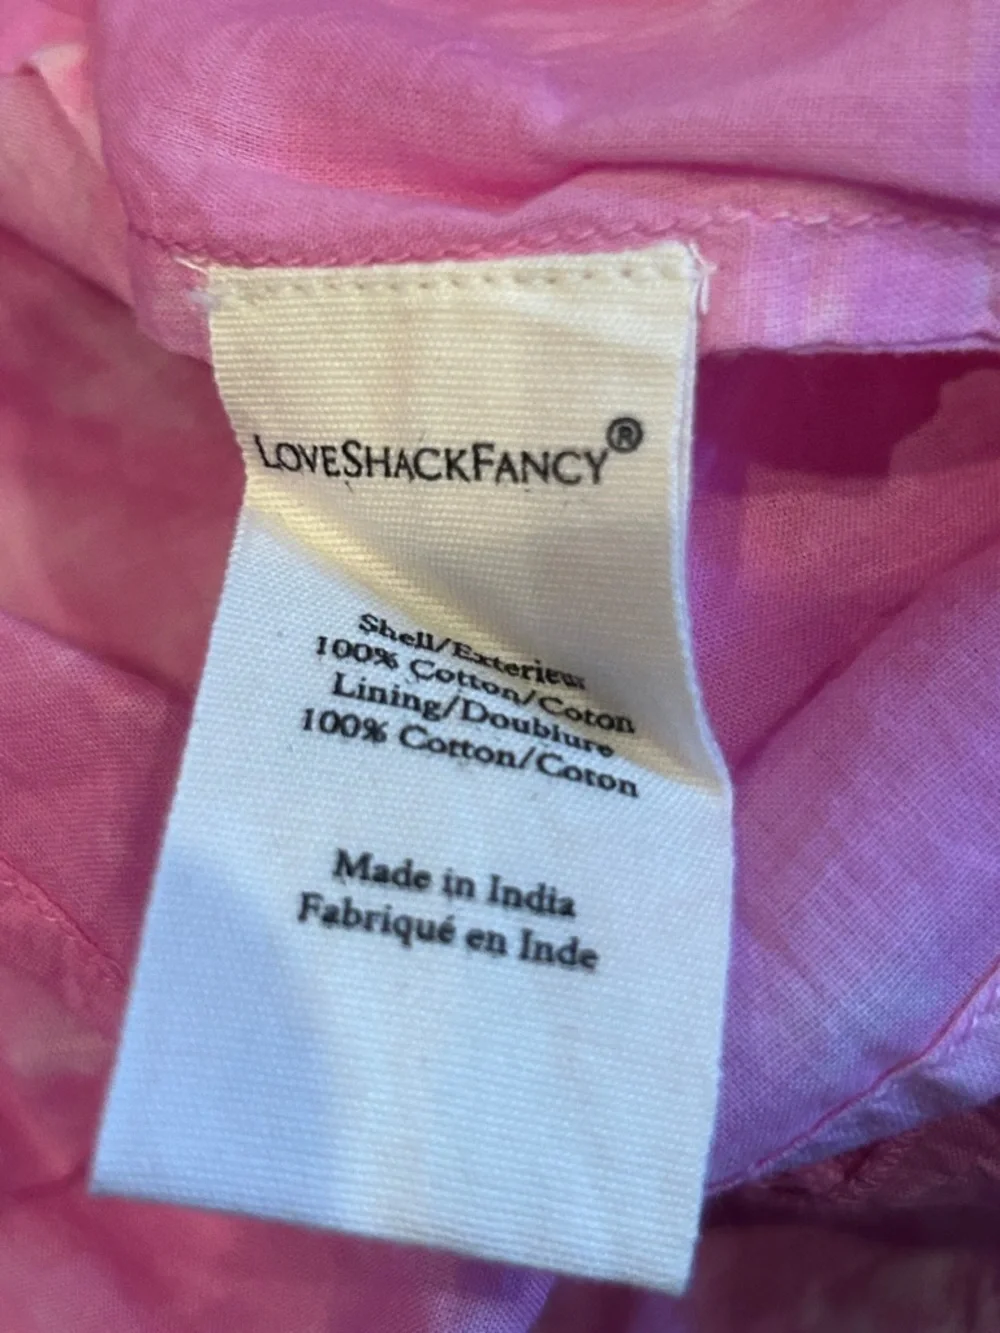 LOVESHACKFANCY®
Shell/Exterieur
100% Cotton/Coton
Lining/Doublure
100% Cotton/Coton
Made in India
Fabriqué en Inde